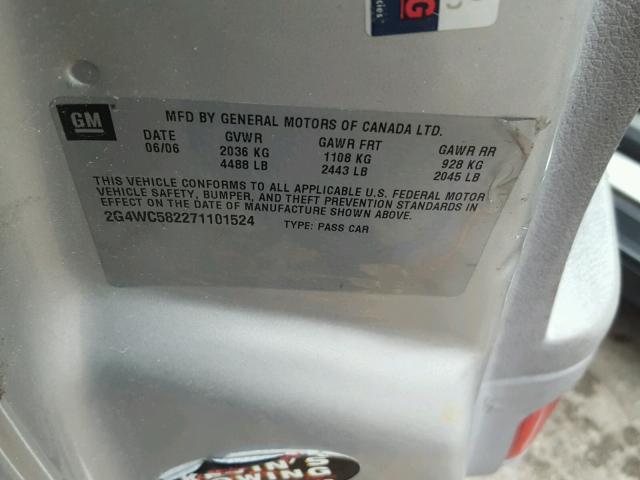 G
GM
MFD BY GENERAL MOTORS OF CANADA LTD.
DATE GVWR GAWR FRT GAWR RR
06/06 2036 KG 1108 KG 928 KG
4488 LB 2443 LB 2045 LB
THIS VEHICLE CONFORMS TO ALL APPLICABLE U.S. FEDERAL MOTOR
VEHICLE SAFETY, BUMPER, AND THEFT PREVENTION STANDARDS IN
EFFECT ON THE DATE OF MANUFACTURE SHOWN ABOVE.
2G4WC582271101524 TYPE: PASS CAR